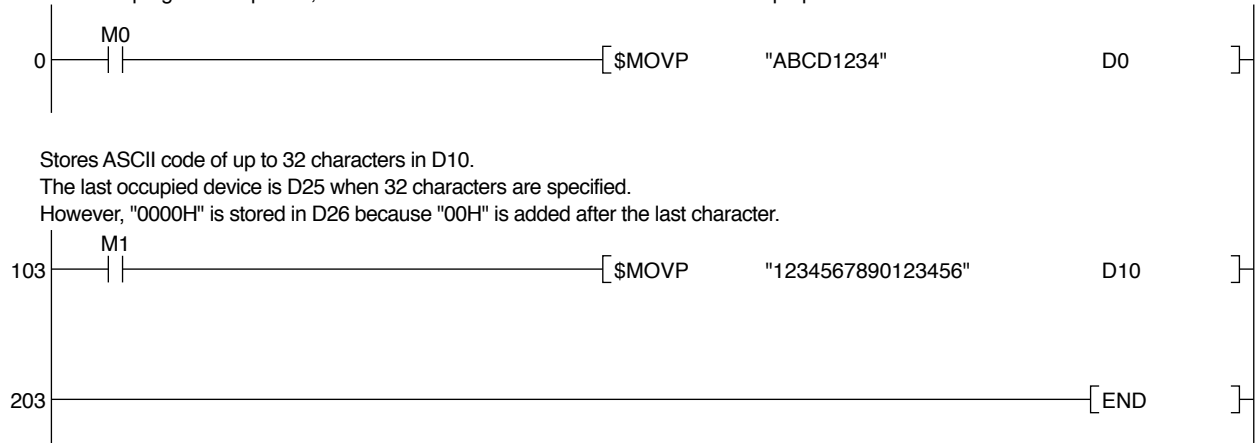 M0
0 $MOVP "ABCD1234" D0
Stores ASCII code of up to 32 characters in D10.
The last occupied device is D25 when 32 characters are specified.
However, "0000H" is stored in D26 because "00H" is added after the last character.
M1
103 $MOVP "1234567890123456" D10
203 END